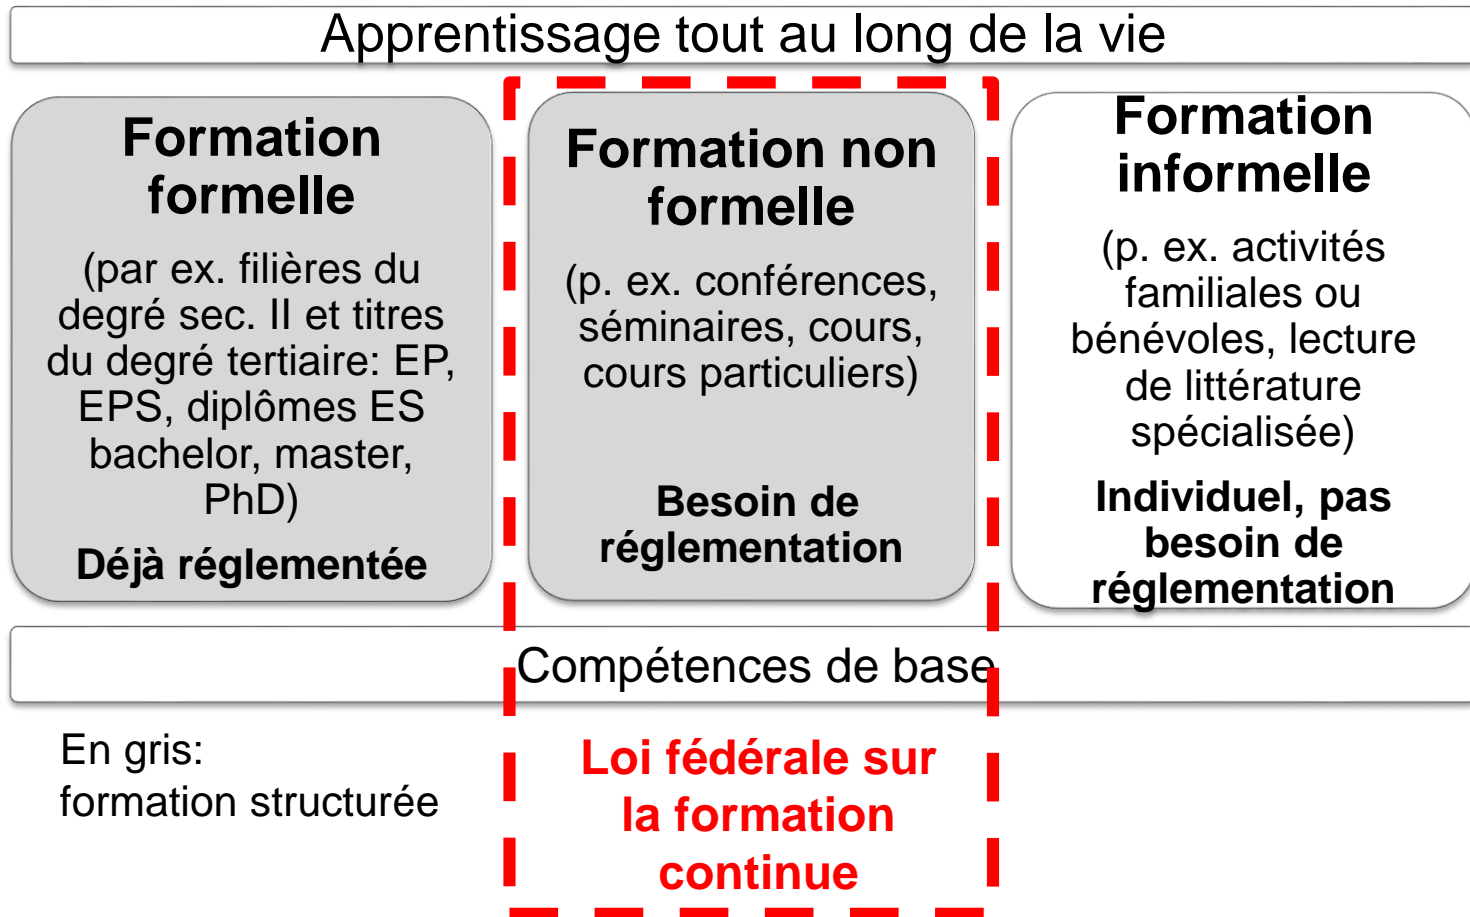 Apprentissage tout au long de la vie
Formation
formelle
(par ex. filières du
degré sec. II et titres
du degré tertiaire: EP,
EPS, diplômes ES
bachelor, master,
PhD)
Déjà réglementée
Formation non
formelle
(p. ex. conférences,
séminaires, cours,
cours particuliers)
Besoin de
réglementation
Formation
informelle
(p. ex. activités
familiales ou
bénévoles, lecture
de littérature
spécialisée)
Individuel, pas
besoin de
réglementation
Compétences de base
En gris:
formation structurée
Loi fédérale sur
la formation
continue